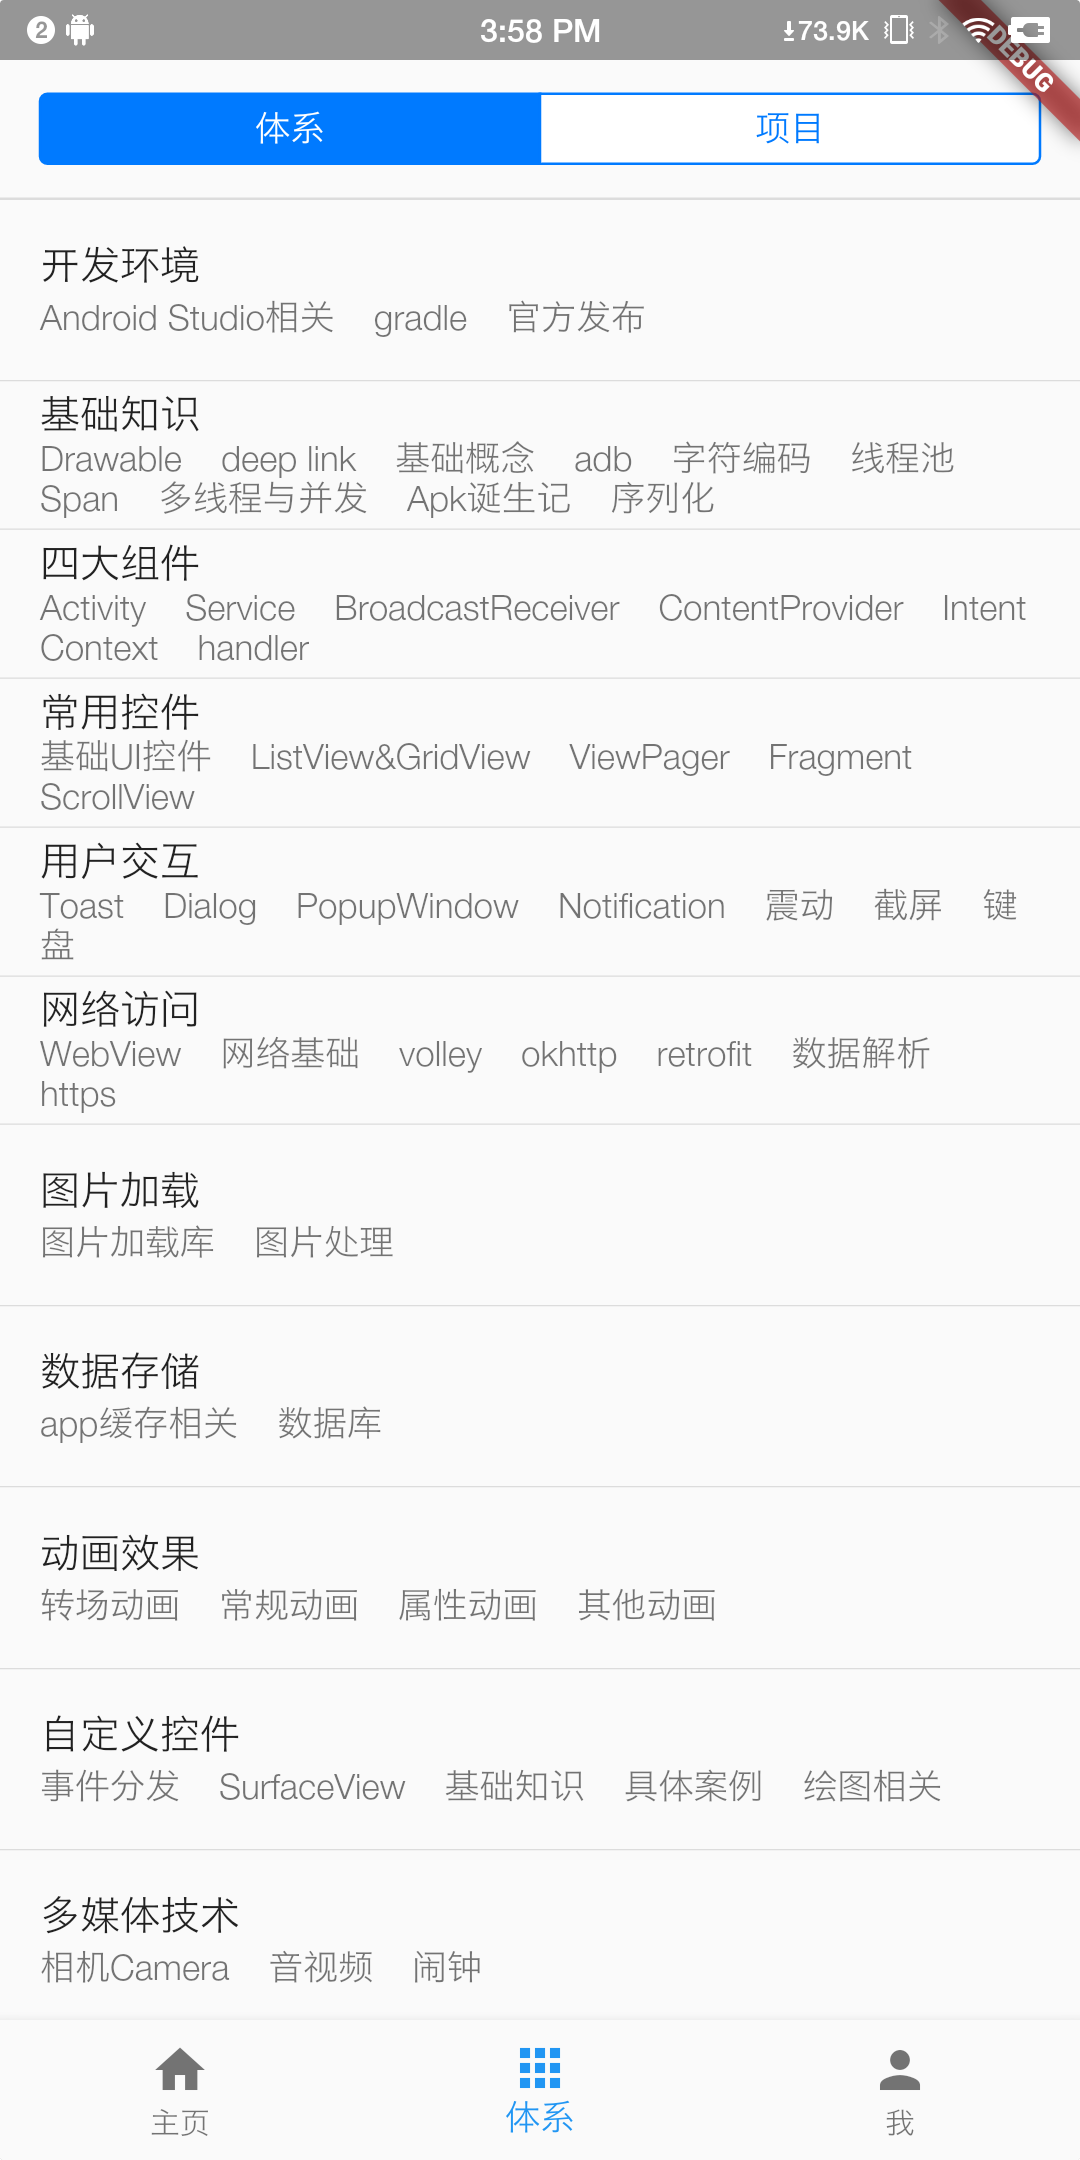 2 3:58 PM 73.9K
DEBUG
体系 项目
开发环境
Android Studio相关 gradle 官方发布
基础知识
Drawable deep link 基础概念 adb 字符编码 线程池
Span 多线程与并发 Apk诞生记 序列化
四大组件
Activity Service BroadcastReceiver ContentProvider Intent
Context handler
常用控件
基础UI控件 ListView&GridView ViewPager Fragment
ScrollView
用户交互
Toast Dialog PopupWindow Notification 震动 截屏 键
盘
网络访问
WebView 网络基础 volley okhttp retrofit 数据解析
https
图片加载
图片加载库 图片处理
数据存储
app缓存相关 数据库
动画效果
转场动画 常规动画 属性动画 其他动画
自定义控件
事件分发 SurfaceView 基础知识 具体案例 绘图相关
多媒体技术
相机Camera 音视频 闹钟
主页 体系 我